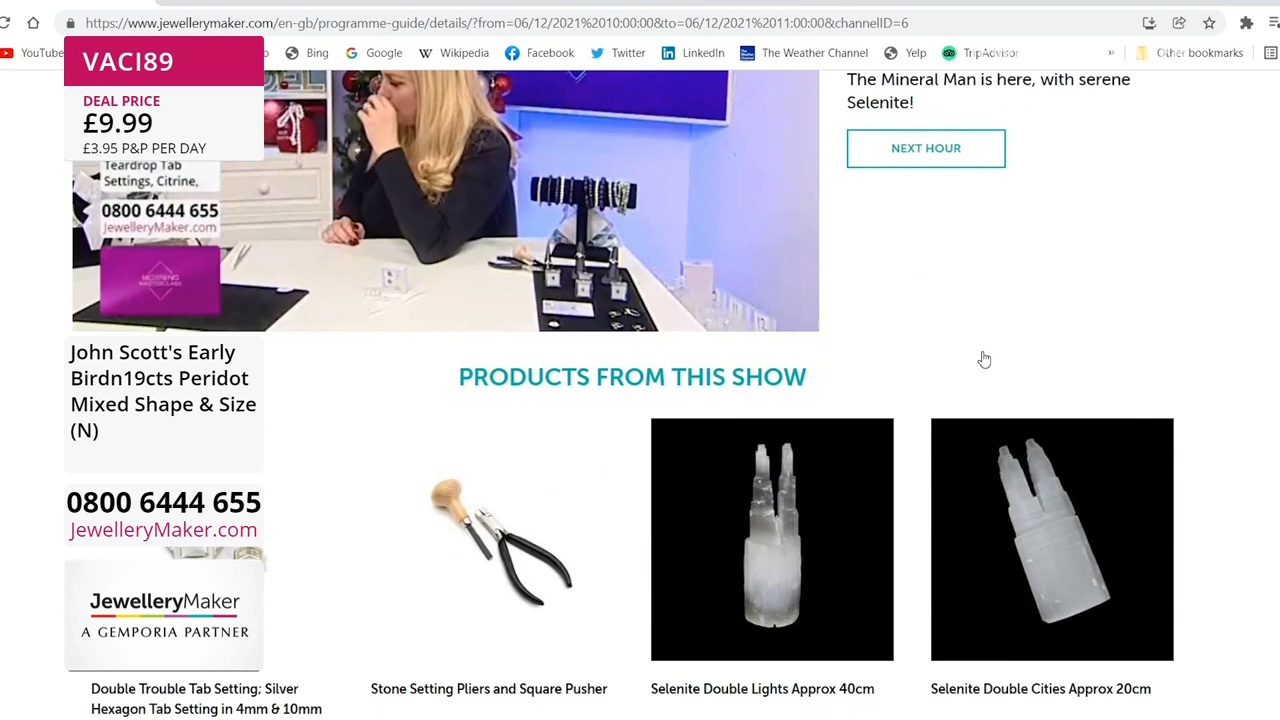 https://www.jewellerymaker.com/en-gb/programme-guide/details/?from=06/12/2021%2010:00:00&to=06/12/2021%2011:00:00&channelID=6
YouTube
Bing
Google
Wikipedia
Facebook
Twitter
LinkedIn
The Weather Channel
Yelp
TripAdvisor
»
Other bookmarks
VACI89
DEAL PRICE
£9.99
£3.95 P&P PER DAY
Teardrop Tab
Settings, Citrine,
0800 6444 655
JewelleryMaker.com
MORNING
MASTERCLASS
The Mineral Man is here, with serene
Selenite!
NEXT HOUR
John Scott's Early
Birdn19cts Peridot
Mixed Shape & Size
(N)
PRODUCTS FROM THIS SHOW
0800 6444 655
JewelleryMaker.com
JewelleryMaker
A GEMPORIA PARTNER
Double Trouble Tab Setting; Silver
Hexagon Tab Setting in 4mm & 10mm
Stone Setting Pliers and Square Pusher
Selenite Double Lights Approx 40cm
Selenite Double Cities Approx 20cm